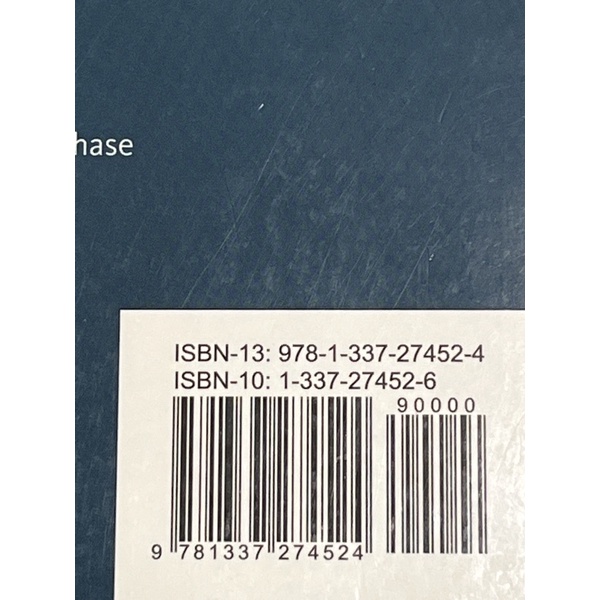 hase
ISBN-13: 978-1-337-27452-4
ISBN-10: 1-337-27452-6
90000
9 781337 274524